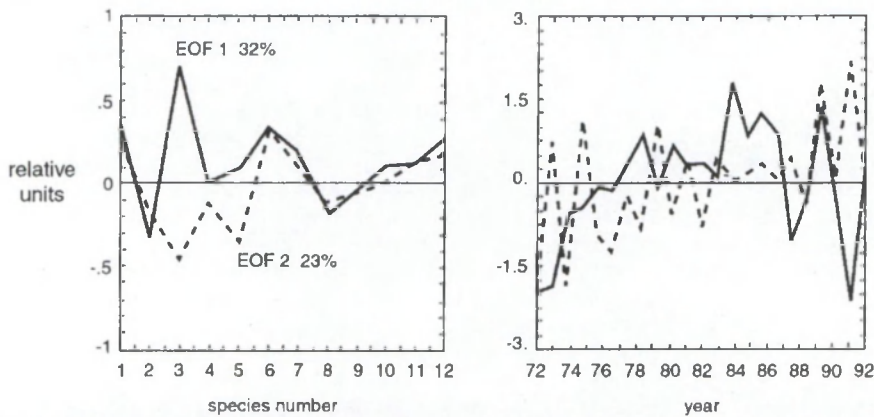 1
.5
0
-.5
-1
relative
units
EOF 1 32%
EOF 2 23%
1 2 3 4 5 6 7 8 9 10 11 12
species number
3.
1.5
0.
-1.5
-3.
72 74 76 78 80 82 84 86 88 90 92
year